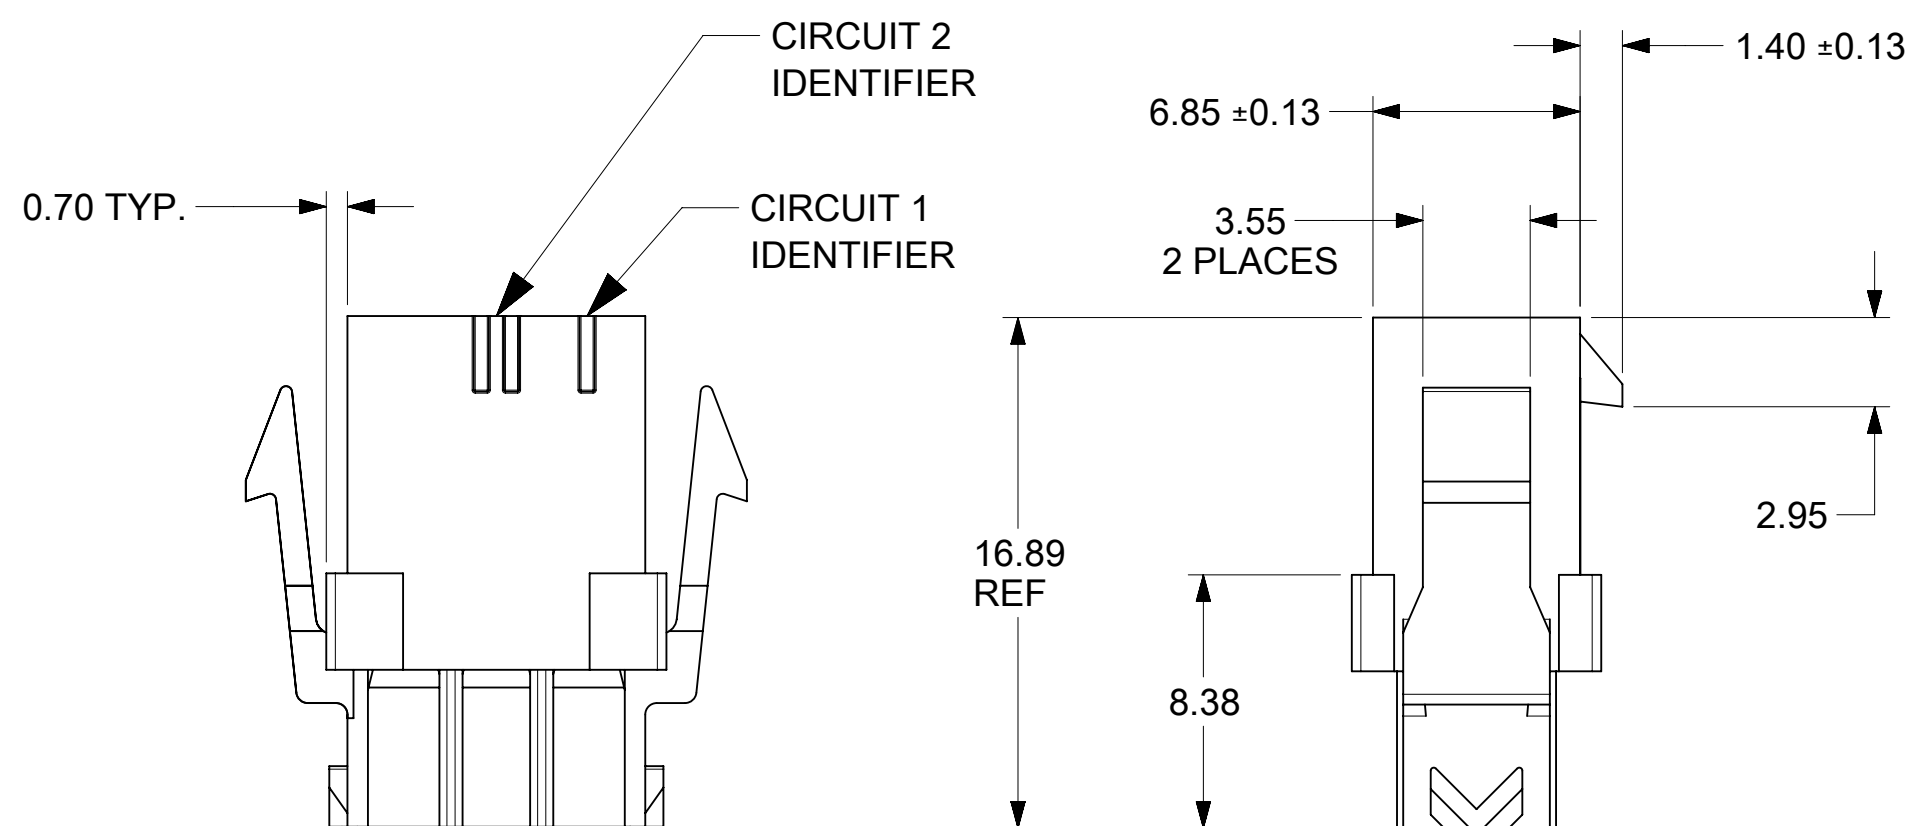 CIRCUIT 2
IDENTIFIER
1.40 ±0.13
6.85 ±0.13
0.70 TYP.
CIRCUIT 1
IDENTIFIER
3.55
2 PLACES
2.95
16.89
REF
8.38